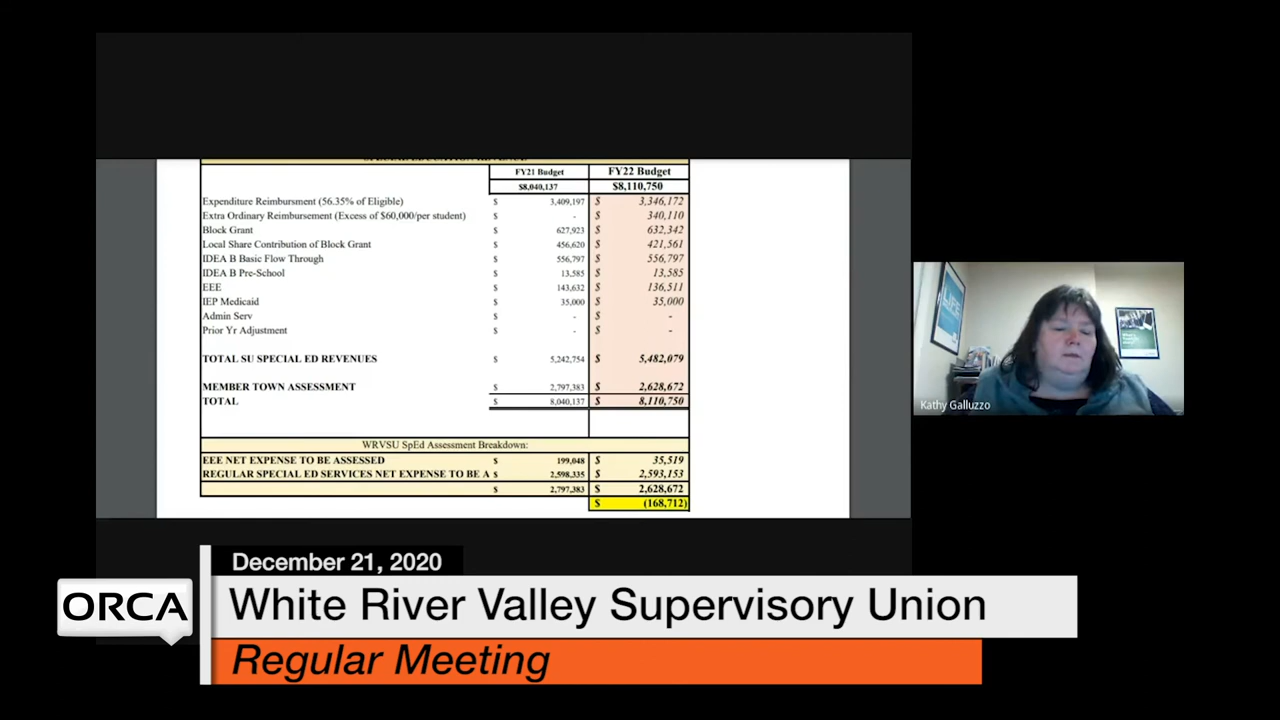 SPECIAL EDUCATION REVENUE
FY21 Budget FY22 Budget
$8,040,137 $8,110,750
Expenditure Reimbursment (56.35% of Eligible) $ 3,409,197 $ 3,346,172
Extra Ordinary Reimbursement (Excess of $60,000/per student) $ - $ 340,110
Block Grant $ 627,923 $ 632,342
Local Share Contribution of Block Grant $ 456,620 $ 421,561
IDEA B Basic Flow Through $ 556,797 $ 556,797
IDEA B Pre-School $ 13,585 $ 13,585
EEE $ 143,632 $ 136,511
IEP Medicaid $ 35,000 $ 35,000
Admin Serv $ - $ -
Prior Yr Adjustment $ - $ -
TOTAL SU SPECIAL ED REVENUES $ 5,242,754 $ 5,482,079
MEMBER TOWN ASSESSMENT $ 2,797,383 $ 2,628,672
TOTAL $ 8,040,137 $ 8,110,750
WRVSU SpEd Assessment Breakdown:
EEE NET EXPENSE TO BE ASSESSED $ 199,048 $ 35,519
REGULAR SPECIAL ED SERVICES NET EXPENSE TO BE A $ 2,598,335 $ 2,593,153
$ 2,797,383 $ 2,628,672
$ (168,712)
Kathy Galluzzo
December 21, 2020
ORCA
White River Valley Supervisory Union
Regular Meeting